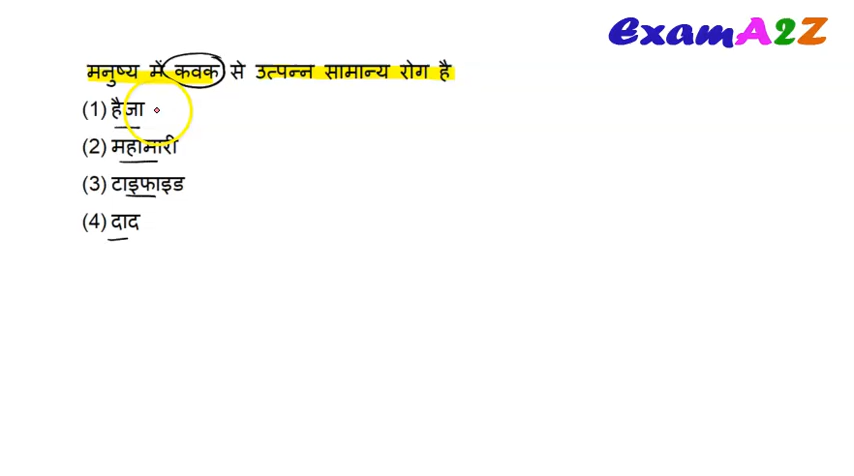 ExamA2Z
मनुष्य में कवक से उत्पन्न सामान्य रोग है
(1) हैजा
(2) महामारी
(3) टाइफाइड
(4) दाद